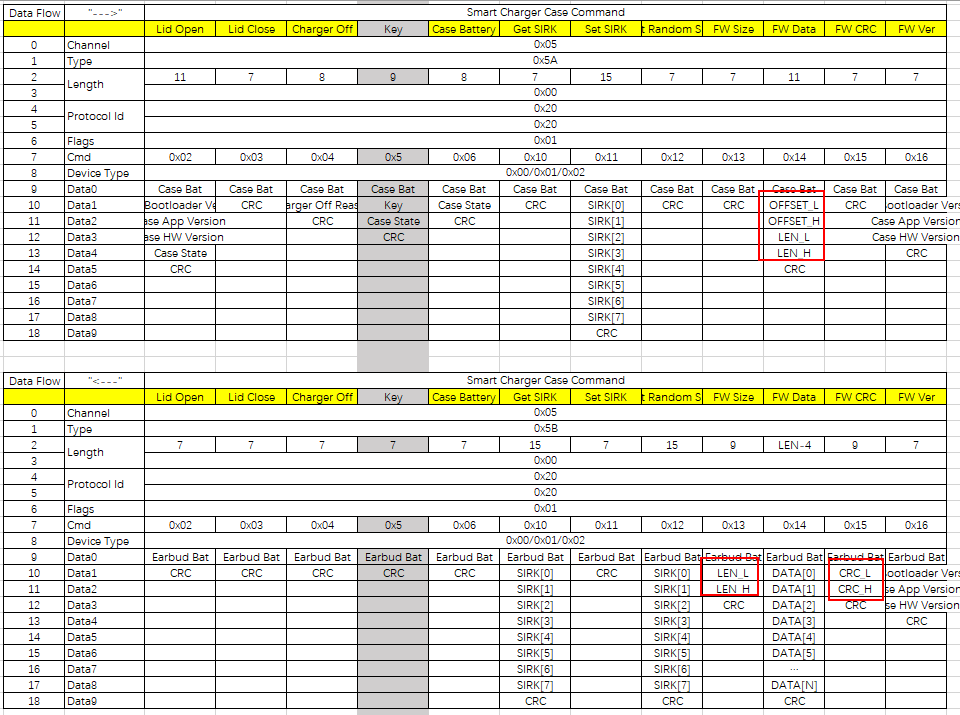 Data Flow "--->" Smart Charger Case Command
Lid Open Lid Close Charger Off Key Case Battery Get SIRK Set SIRK t Random S FW Size FW Data FW CRC FW Ver
0 Channel 0x05
1 Type 0x5A
2 Length 11 7 8 9 8 7 15 7 7 11 7 7
3 0x00
4 Protocol Id 0x20
5 0x20
6 Flags 0x01
7 Cmd 0x02 0x03 0x04 0x5 0x06 0x10 0x11 0x12 0x13 0x14 0x15 0x16
8 Device Type 0x00/0x01/0x02
9 Data0 Case Bat Case Bat Case Bat Case Bat Case Bat Case Bat Case Bat Case Bat Case Bat Case Bat Case Bat Case Bat
10 Data1 Bootloader Ve CRC arger Off Reas Key Case State CRC SIRK[0] CRC CRC OFFSET_L CRC ootloader Vers
11 Data2 ase App Version CRC Case State CRC SIRK[1] OFFSET_H Case App Version
12 Data3 ase HW Version CRC SIRK[2] LEN_L Case HW Version
13 Data4 Case State SIRK[3] LEN_H CRC
14 Data5 CRC SIRK[4] CRC
15 Data6 SIRK[5]
16 Data7 SIRK[6]
17 Data8 SIRK[7]
18 Data9 CRC
Data Flow "<---" Smart Charger Case Command
Lid Open Lid Close Charger Off Key Case Battery Get SIRK Set SIRK t Random S FW Size FW Data FW CRC FW Ver
0 Channel 0x05
1 Type 0x5B
2 Length 7 7 7 7 7 15 7 15 9 LEN-4 9 7
3 0x00
4 Protocol Id 0x20
5 0x20
6 Flags 0x01
7 Cmd 0x02 0x03 0x04 0x5 0x06 0x10 0x11 0x12 0x13 0x14 0x15 0x16
8 Device Type 0x00/0x01/0x02
9 Data0 Earbud Bat Earbud Bat Earbud Bat Earbud Bat Earbud Bat Earbud Bat Earbud Bat Earbud Bat Earbud Bat Earbud Bat Earbud Bat Earbud Bat
10 Data1 CRC CRC CRC CRC CRC SIRK[0] CRC SIRK[0] LEN_L DATA[0] CRC_L ootloader Vers
11 Data2 SIRK[1] SIRK[1] LEN_H DATA[1] CRC_H se App Version
12 Data3 SIRK[2] SIRK[2] CRC DATA[2] CRC se HW Version
13 Data4 SIRK[3] SIRK[3] DATA[3] CRC
14 Data5 SIRK[4] SIRK[4] DATA[4]
15 Data6 SIRK[5] SIRK[5] DATA[5]
16 Data7 SIRK[6] SIRK[6] ...
17 Data8 SIRK[7] SIRK[7] DATA[N]
18 Data9 CRC CRC CRC